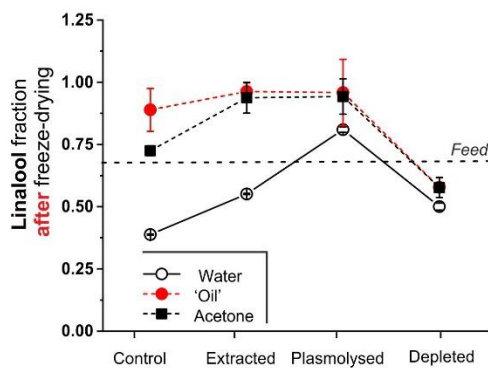 Linalool fraction
after freeze-drying
1.25
1.00
0.75
0.50
0.25
0.00
Feed
Water
'Oil'
Acetone
Control Extracted Plasmolysed Depleted